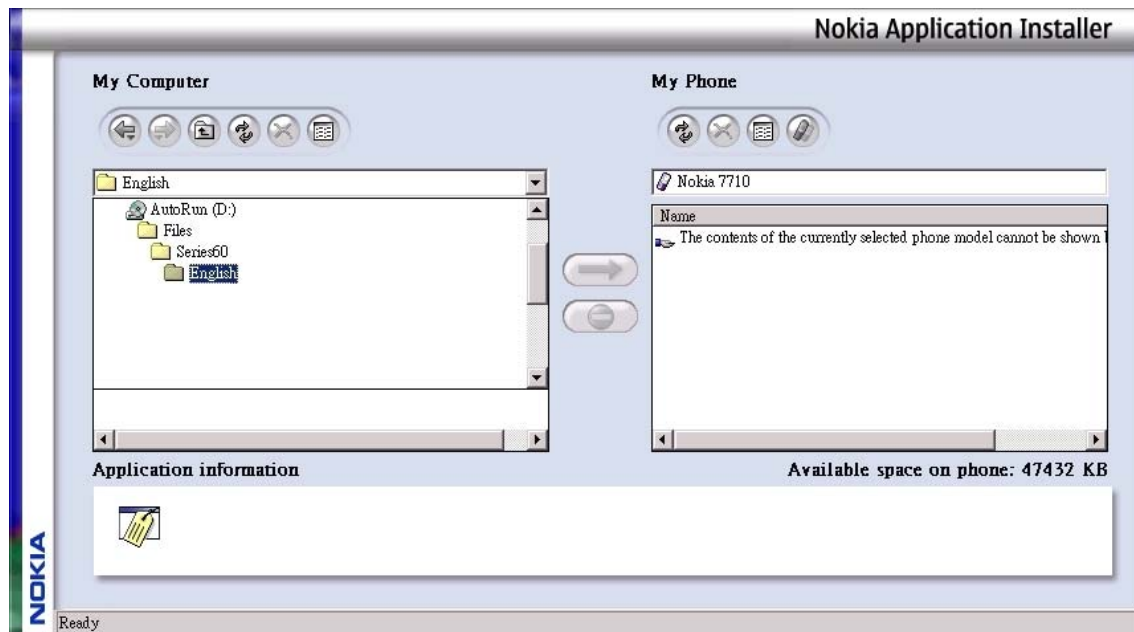 Nokia Application Installer
My Computer
My Phone
English
Nokia 7710
AutoRun (D:)
Files
Series60
English
Name
The contents of the currently selected phone model cannot be shown
Application information
Available space on phone: 47432 KB
NOKIA
Ready